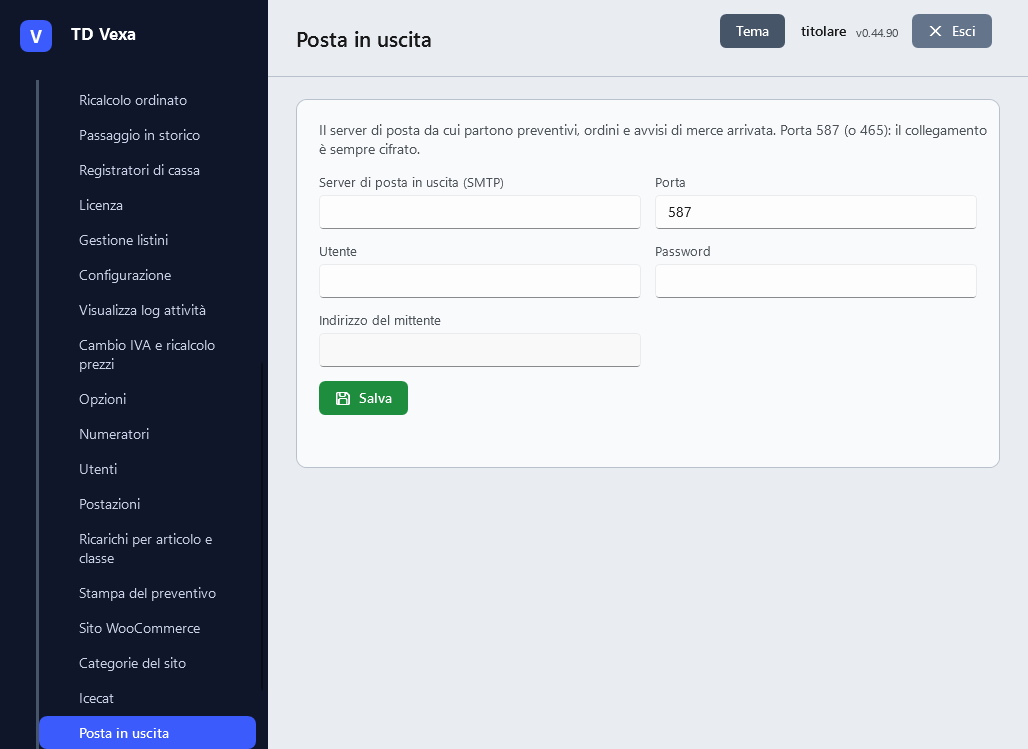 V
TD Vexa
Ricalcolo ordinato
Passaggio in storico
Registratori di cassa
Licenza
Gestione listini
Configurazione
Visualizza log attività
Cambio IVA e ricalcolo
prezzi
Opzioni
Numeratori
Utenti
Postazioni
Ricarichi per articolo e
classe
Stampa del preventivo
Sito WooCommerce
Categorie del sito
Icecat
Posta in uscita
Posta in uscita
Tema
titolare
v0.44.90
Esci
Il server di posta da cui partono preventivi, ordini e avvisi di merce arrivata. Porta 587 (o 465): il collegamento
è sempre cifrato.
Server di posta in uscita (SMTP)
Porta
587
Utente
Password
Indirizzo del mittente
Salva